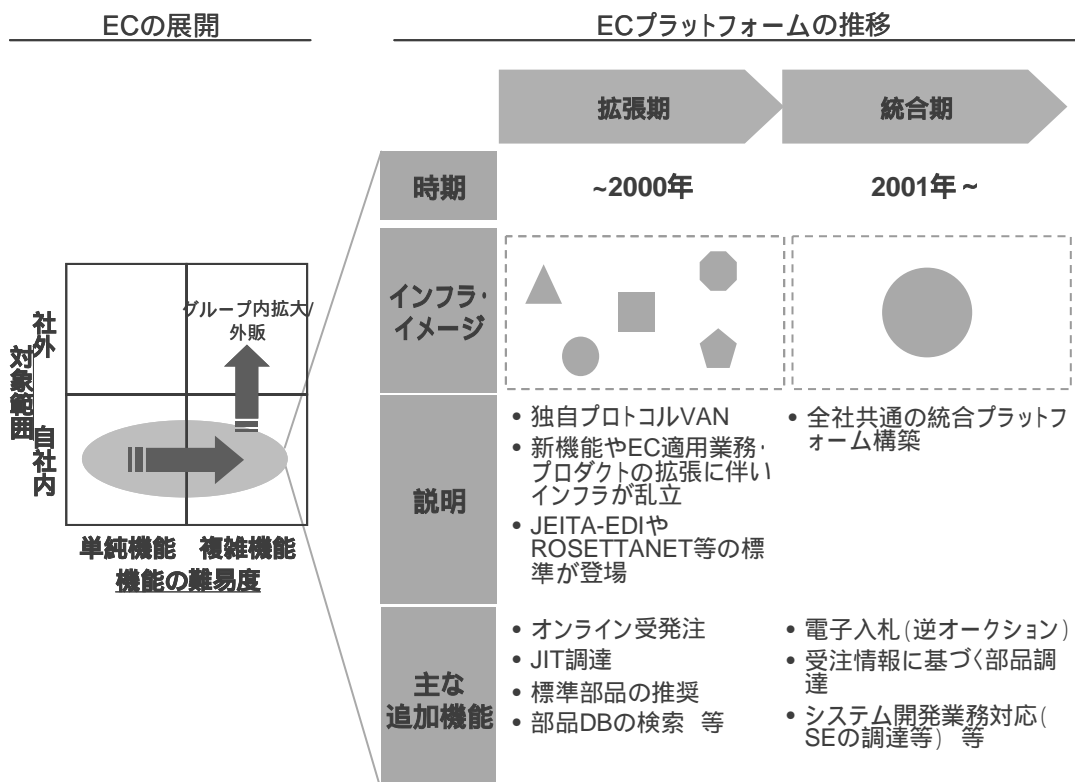 ECの展開
ECプラットフォームの推移
拡張期
統合期
時期
~2000年
2001年 ~
インフラ・
イメージ
グループ内拡大/
外販
社外
対象範囲
自社内
単純機能 複雑機能
機能の難易度
説明
• 独自プロトコルVAN
• 新機能やEC適用業務・
プロダクトの拡張に伴い
インフラが乱立
• JEITA-EDIや
ROSETTANET等の標
準が登場
• 全社共通の統合プラットフ
ォーム構築
主な
追加機能
• オンライン受発注
• JIT調達
• 標準部品の推奨
• 部品DBの検索 等
• 電子入札(逆オークション)
• 受注情報に基づく部品調
達
• システム開発業務対応(
SEの調達等) 等